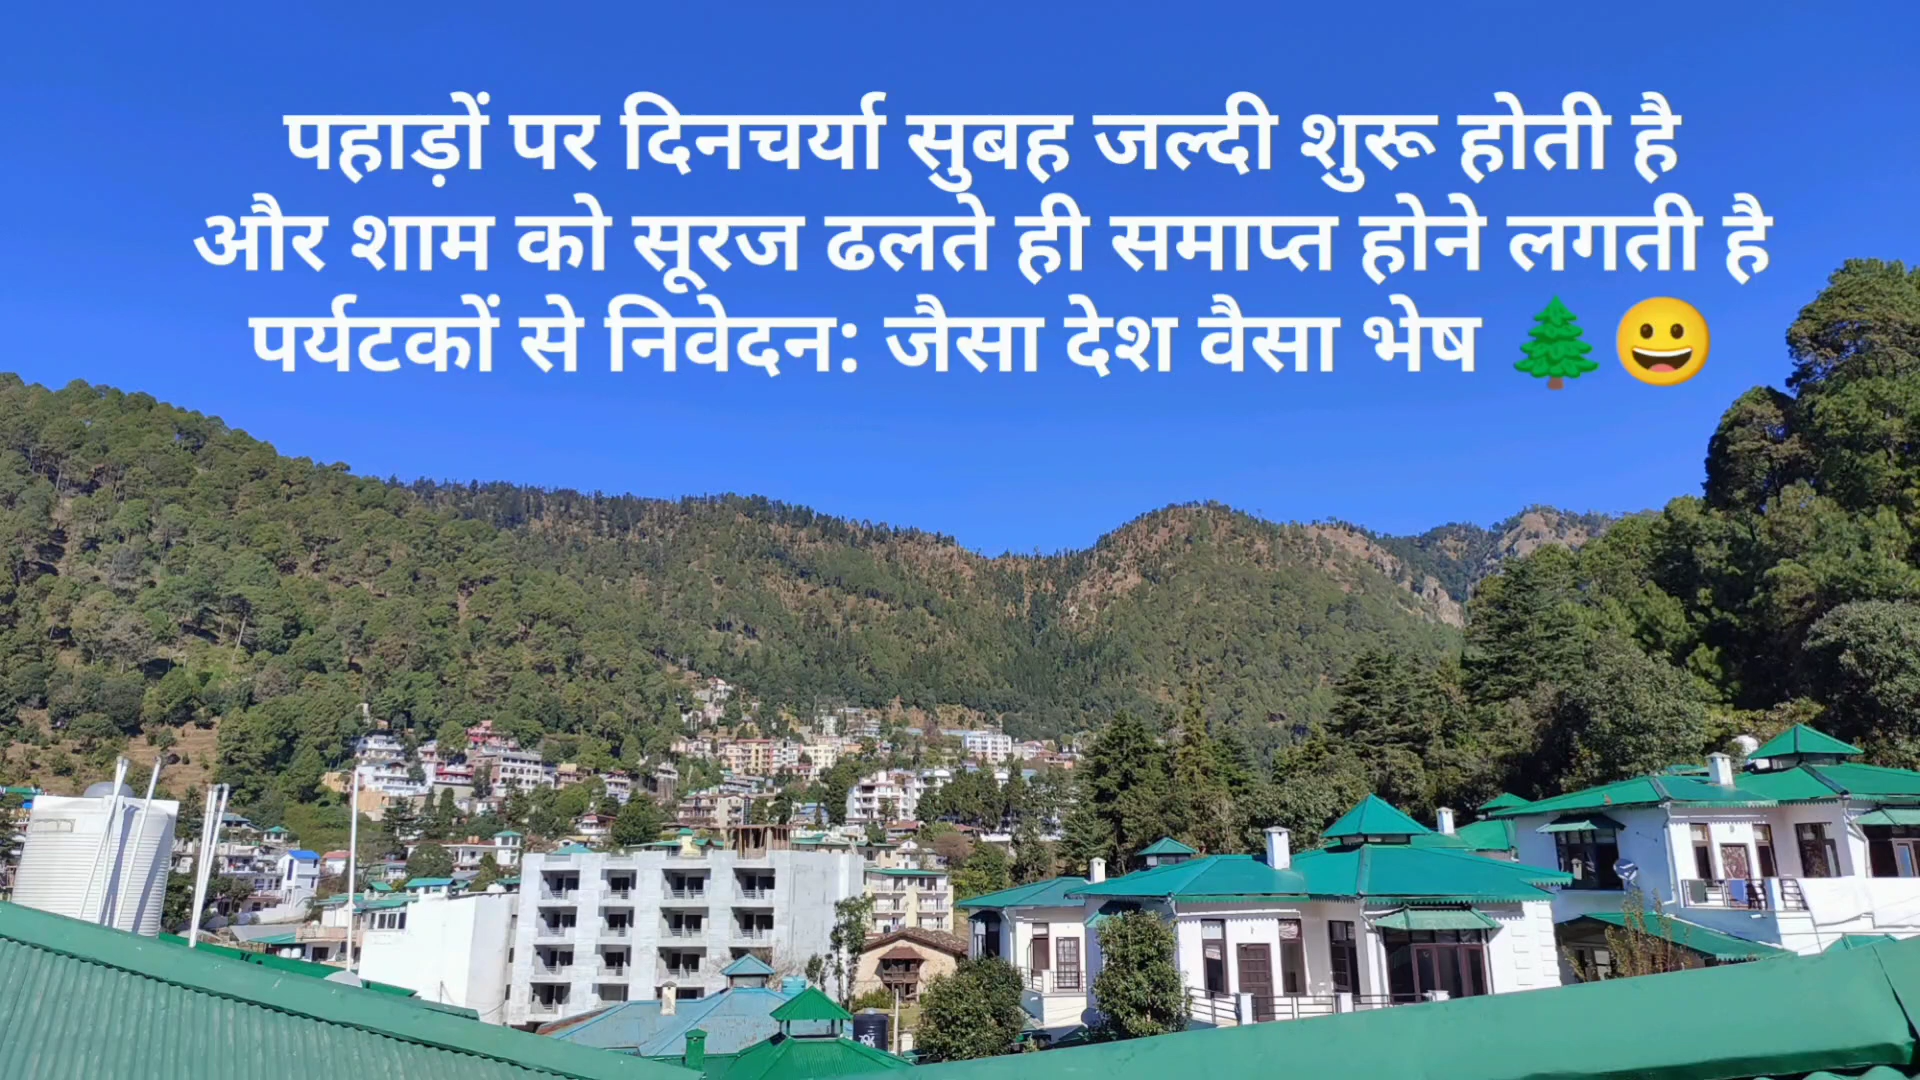 पहाड़ों पर दिनचर्या सुबह जल्दी शुरू होती है
और शाम को सूरज ढलते ही समाप्त होने लगती है
पर्यटकों से निवेदन: जैसा देश वैसा भेष 🌲😀